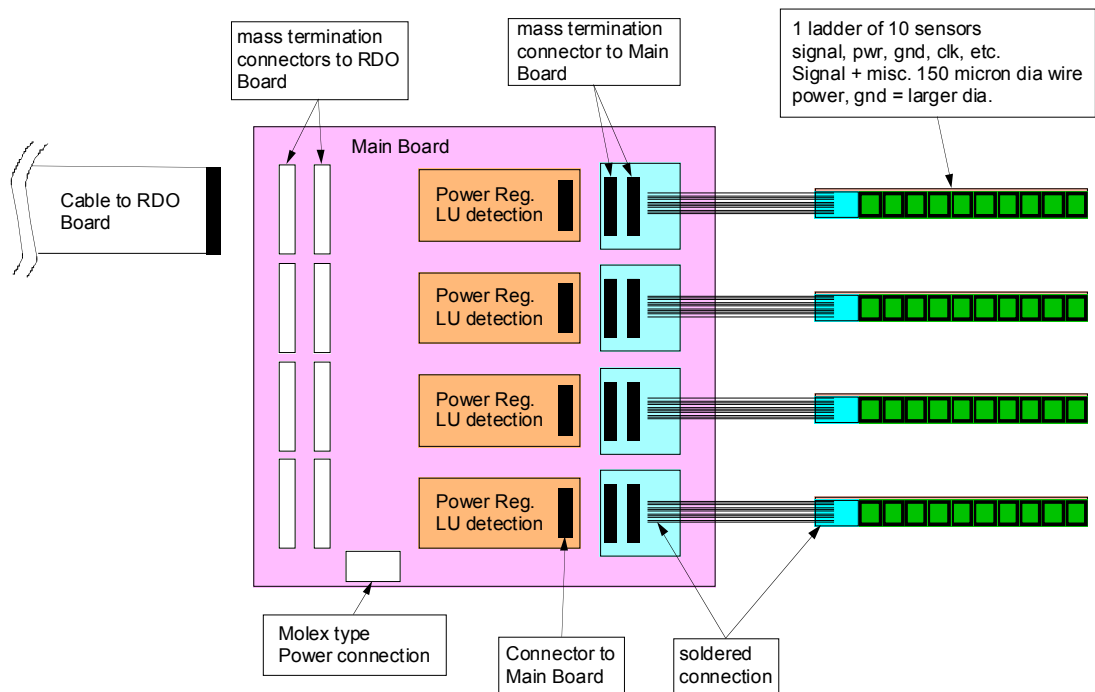 mass termination
connectors to RDO
Board
mass termination
connector to Main
Board
1 ladder of 10 sensors
signal, pwr, gnd, clk, etc.
Signal + misc. 150 micron dia wire
power, gnd = larger dia.
Main Board
Cable to RDO
Board
Power Reg.
LU detection
Power Reg.
LU detection
Power Reg.
LU detection
Power Reg.
LU detection
Molex type
Power connection
Connector to
Main Board
soldered
connection